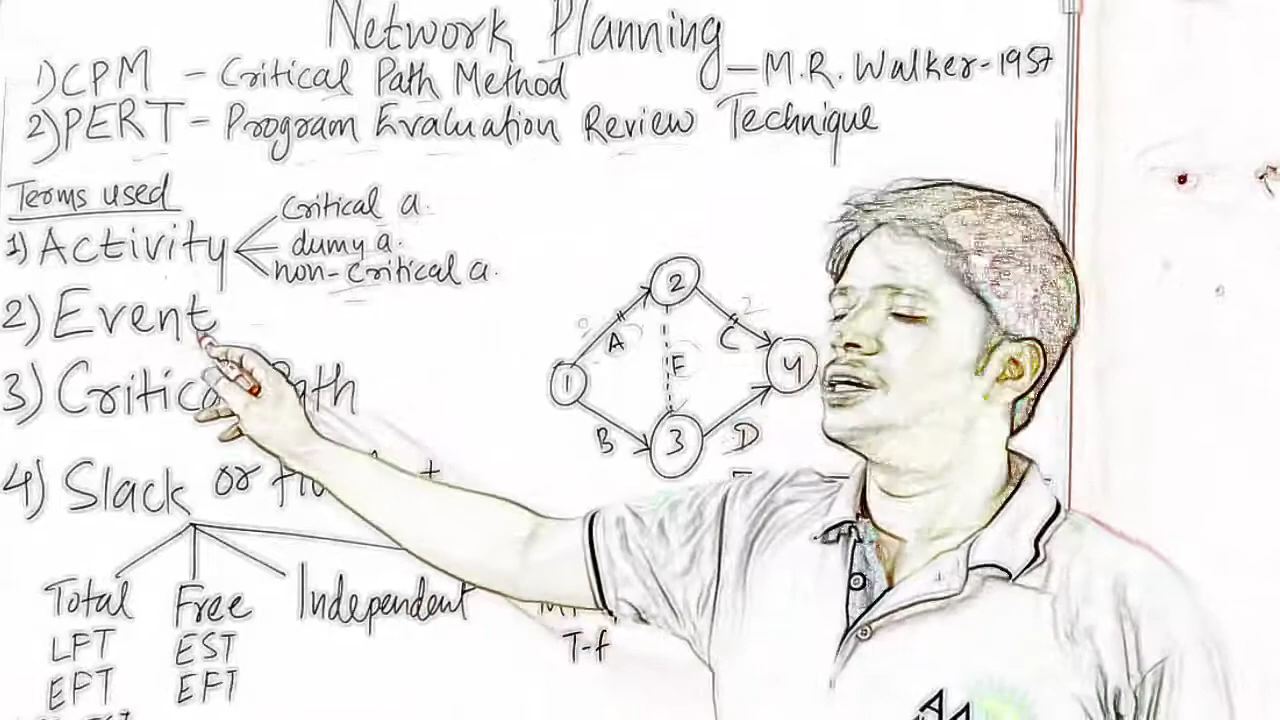 Network Planning
1) CPM - Critical Path Method — M.R. Walker - 1957
2) PERT - Program Evaluation Review Technique
Terms used
1) Activity
Critical a.
dumy a.
non-critical a.
2) Event
3) Critical Path
4) Slack or
2
A
C
1
E
4
B
3
D
Total Free Independent
LFT EST T-f
EFT EFT